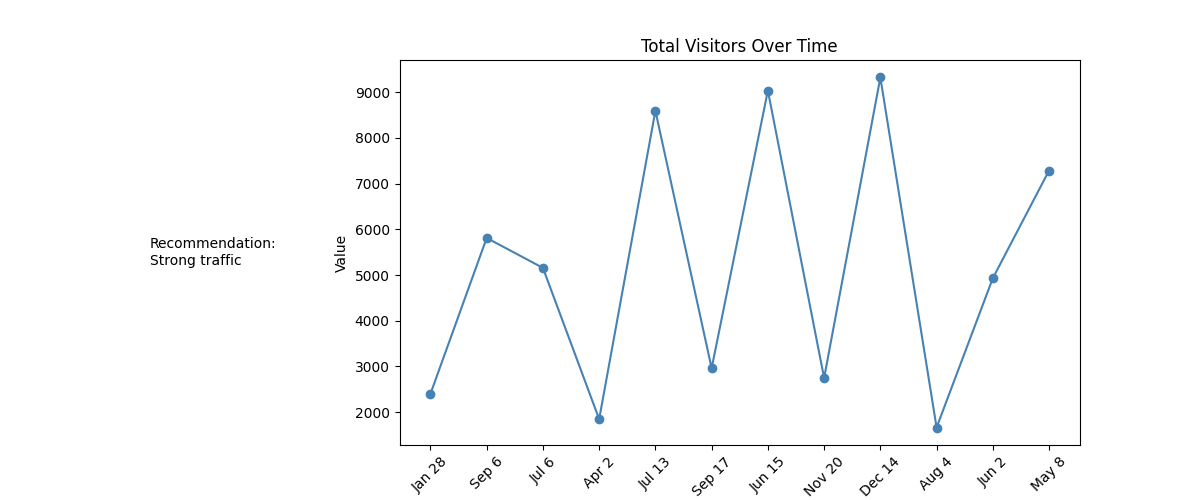 Total Visitors Over Time
Recommendation:
Strong traffic
Value
9000
8000
7000
6000
5000
4000
3000
2000
Jan 28
Sep 6
Jul 6
Apr 2
Jul 13
Sep 17
Jun 15
Nov 20
Dec 14
Aug 4
Jun 2
May 8